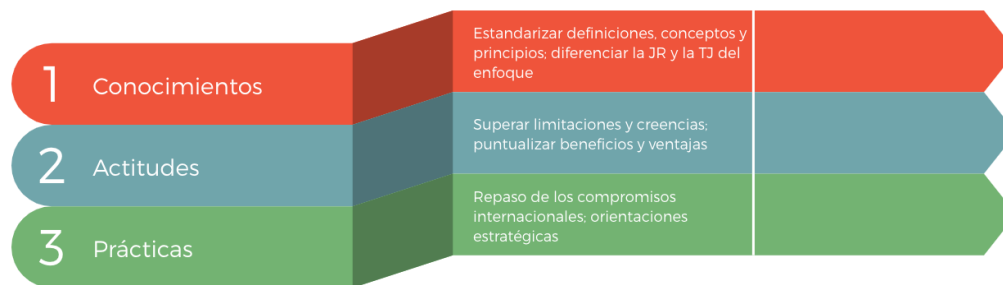 1 Conocimientos
Estandarizar definiciones, conceptos y
principios; diferenciar la JR y la TJ del
enfoque
2 Actitudes
Superar limitaciones y creencias;
puntualizar beneficios y ventajas
3 Prácticas
Repaso de los compromisos
internacionales; orientaciones
estratégicas